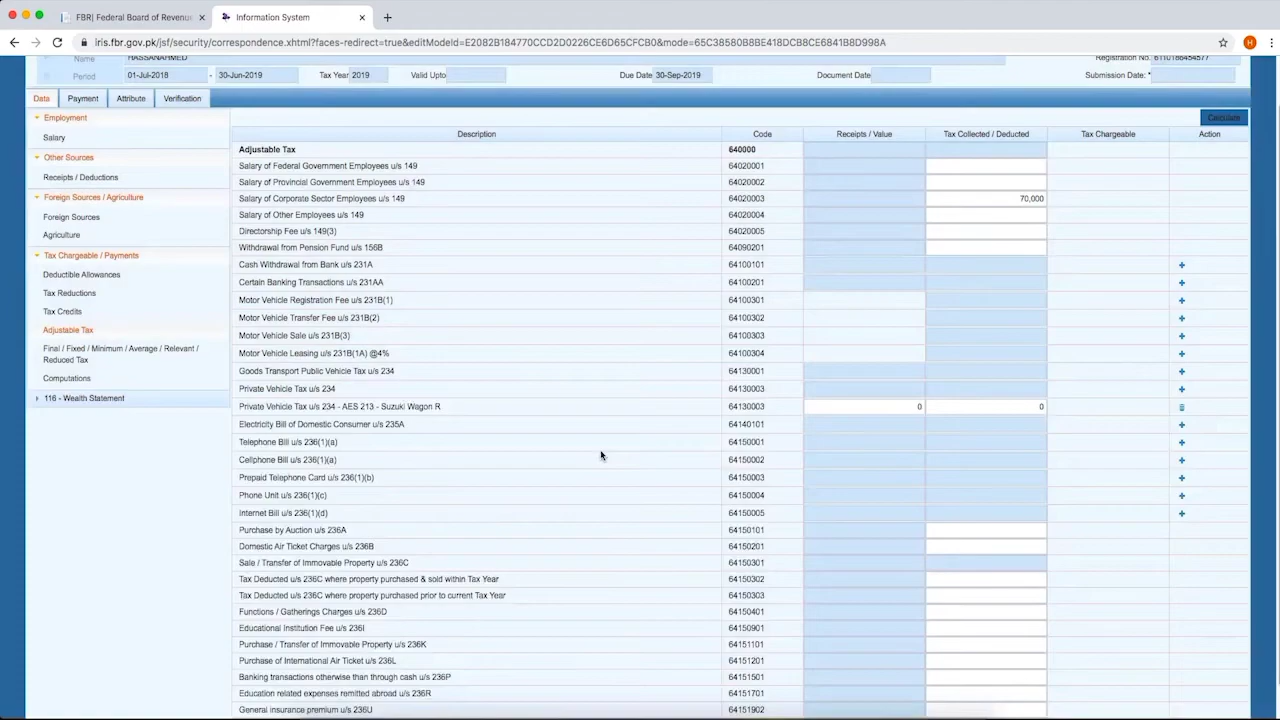 FBR| Federal Board of Revenue
Information System
iris.fbr.gov.pk/jsf/security/correspondence.xhtml?faces-redirect=true&editModeId=E2082B184770CCD2D0226CE6D65CFCB0&mode=65C38580B8BE418DCB8CE6841B8D998A
H
Name HASSANAHMED Registration No.
Period 01-Jul-2018 - 30-Jun-2019 Tax Year 2019 Valid Upto Due Date 30-Sep-2019 Document Date Submission Date: *
Data Payment Attribute Verification
Calculate
Employment
Salary
Other Sources
Receipts / Deductions
Foreign Sources / Agriculture
Foreign Sources
Agriculture
Tax Chargeable / Payments
Deductible Allowances
Tax Reductions
Tax Credits
Adjustable Tax
Final / Fixed / Minimum / Average / Relevant /
Reduced Tax
Computations
116 - Wealth Statement
Description Code Receipts / Value Tax Collected / Deducted Tax Chargeable Action
Adjustable Tax 640000
Salary of Federal Government Employees u/s 149 64020001
Salary of Provincial Government Employees u/s 149 64020002
Salary of Corporate Sector Employees u/s 149 64020003 70,000
Salary of Other Employees u/s 149 64020004
Directorship Fee u/s 149(3) 64020005
Withdrawal from Pension Fund u/s 156B 64090201
Cash Withdrawal from Bank u/s 231A 64100101 +
Certain Banking Transactions u/s 231AA 64100201 +
Motor Vehicle Registration Fee u/s 231B(1) 64100301 +
Motor Vehicle Transfer Fee u/s 231B(2) 64100302 +
Motor Vehicle Sale u/s 231B(3) 64100303 +
Motor Vehicle Leasing u/s 231B(1A) @4% 64100304 +
Goods Transport Public Vehicle Tax u/s 234 64130001 +
Private Vehicle Tax u/s 234 64130003 +
Private Vehicle Tax u/s 234 - AES 213 - Suzuki Wagon R 64130003 0 0
Electricity Bill of Domestic Consumer u/s 235A 64140101 +
Telephone Bill u/s 236(1)(a) 64150001 +
Cellphone Bill u/s 236(1)(a) 64150002 +
Prepaid Telephone Card u/s 236(1)(b) 64150003 +
Phone Unit u/s 236(1)(c) 64150004 +
Internet Bill u/s 236(1)(d) 64150005 +
Purchase by Auction u/s 236A 64150101
Domestic Air Ticket Charges u/s 236B 64150201
Sale / Transfer of Immovable Property u/s 236C 64150301
Tax Deducted u/s 236C where property purchased & sold within Tax Year 64150302
Tax Deducted u/s 236C where property purchased prior to current Tax Year 64150303
Functions / Gatherings Charges u/s 236D 64150401
Educational Institution Fee u/s 236I 64150901
Purchase / Transfer of Immovable Property u/s 236K 64151101
Purchase of International Air Ticket u/s 236L 64151201
Banking transactions otherwise than through cash u/s 236P 64151501
Education related expenses remitted abroad u/s 236R 64151701
General insurance premium u/s 236U 64151902